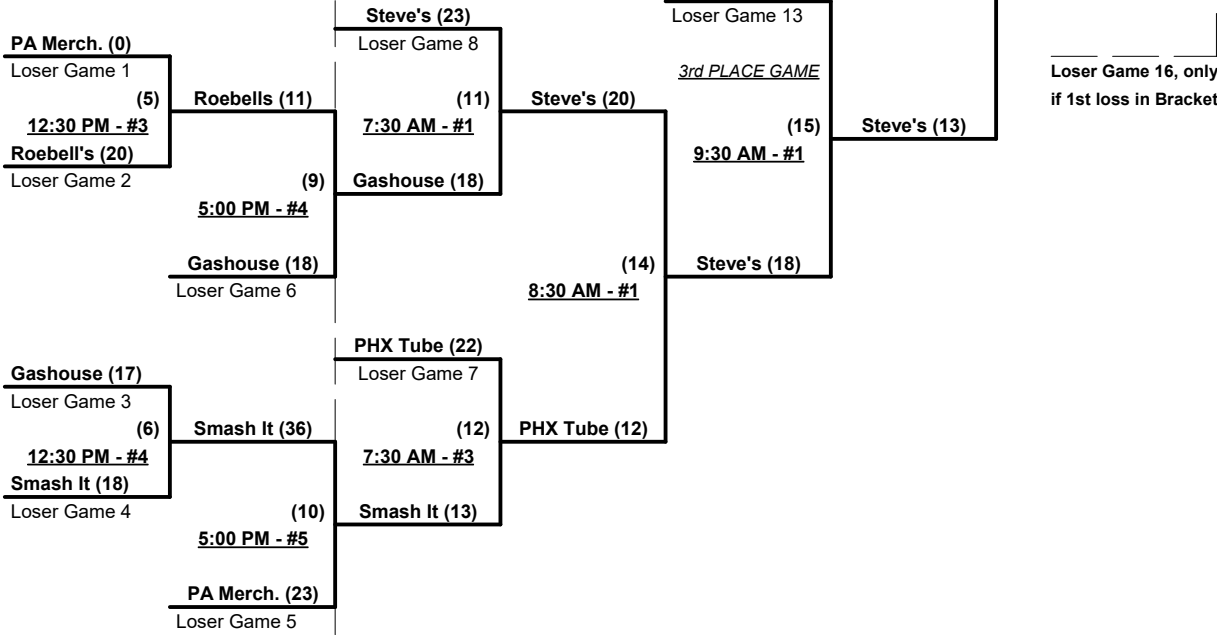 Steve's (23)
Loser Game 13
PA Merch. (0)
Loser Game 8
Loser Game 1
3rd PLACE GAME
Loser Game 16, only
(5)
Roebells (11)
(11)
Steve's (20)
if 1st loss in Bracket
12:30 PM - #3
7:30 AM - #1
(15)
Steve's (13)
Roebell's (20)
9:30 AM - #1
Loser Game 2
(9)
Gashouse (18)
5:00 PM - #4
Gashouse (18)
(14)
Steve's (18)
Loser Game 6
8:30 AM - #1
PHX Tube (22)
Gashouse (17)
Loser Game 7
Loser Game 3
(6)
Smash It (36)
(12)
PHX Tube (12)
12:30 PM - #4
7:30 AM - #3
Smash It (18)
Loser Game 4
(10)
Smash It (13)
5:00 PM - #5
PA Merch. (23)
Loser Game 5